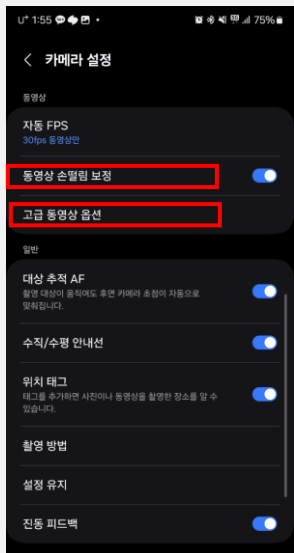 U+ 1:55
75%
카메라 설정
동영상
자동 FPS
30fps 동영상만
동영상 손떨림 보정
고급 동영상 옵션
일반
대상 추적 AF
촬영 대상이 움직여도 후면 카메라 초점이 자동으로
맞춰집니다.
수직/수평 안내선
위치 태그
태그를 추가하면 사진이나 동영상을 촬영한 장소를 알 수
있습니다.
촬영 방법
설정 유지
진동 피드백